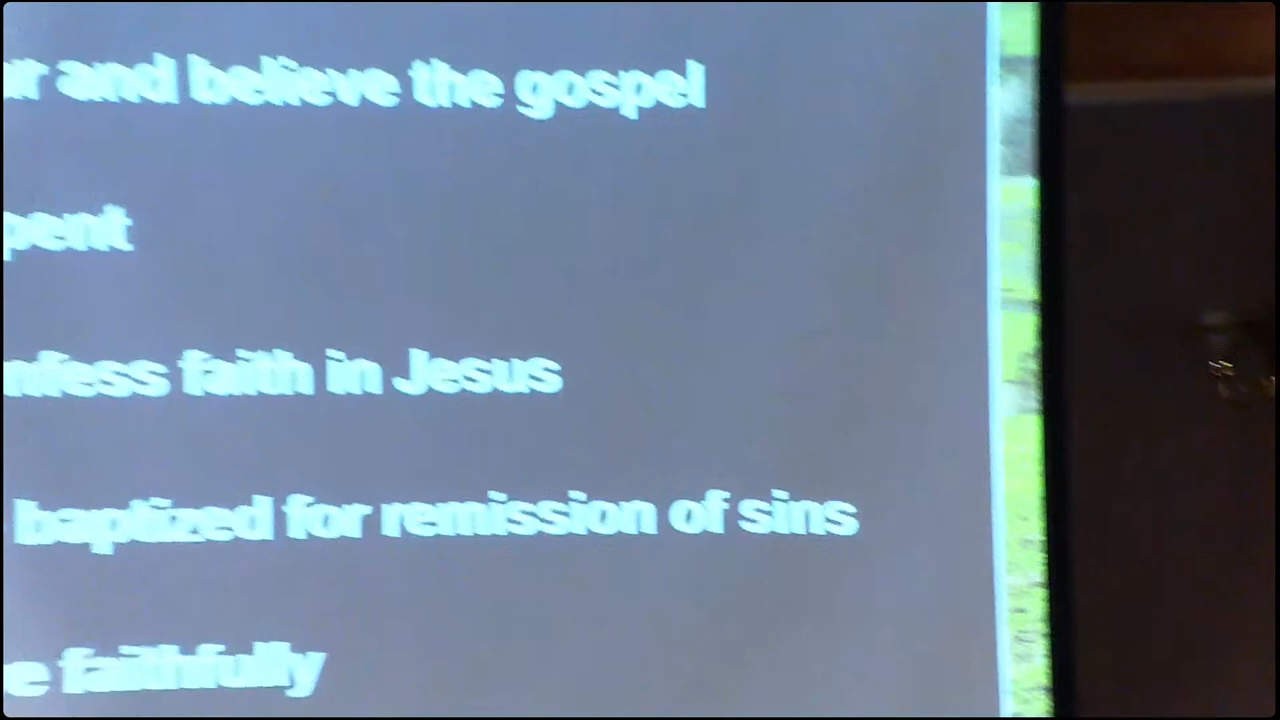 r and believe the gospel
pent
nfess faith in Jesus
baptized for remission of sins
e faithfully